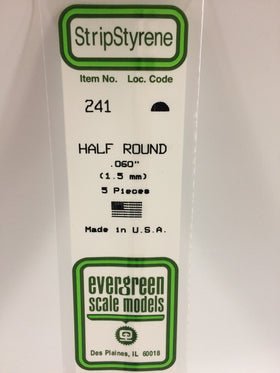 StripStyrene
Item No. Loc. Code
241
HALF ROUND
.060"
(1.5 mm)
5 Pieces
Made in U.S.A.
evergreen
scale models
Des Plaines, IL 60018